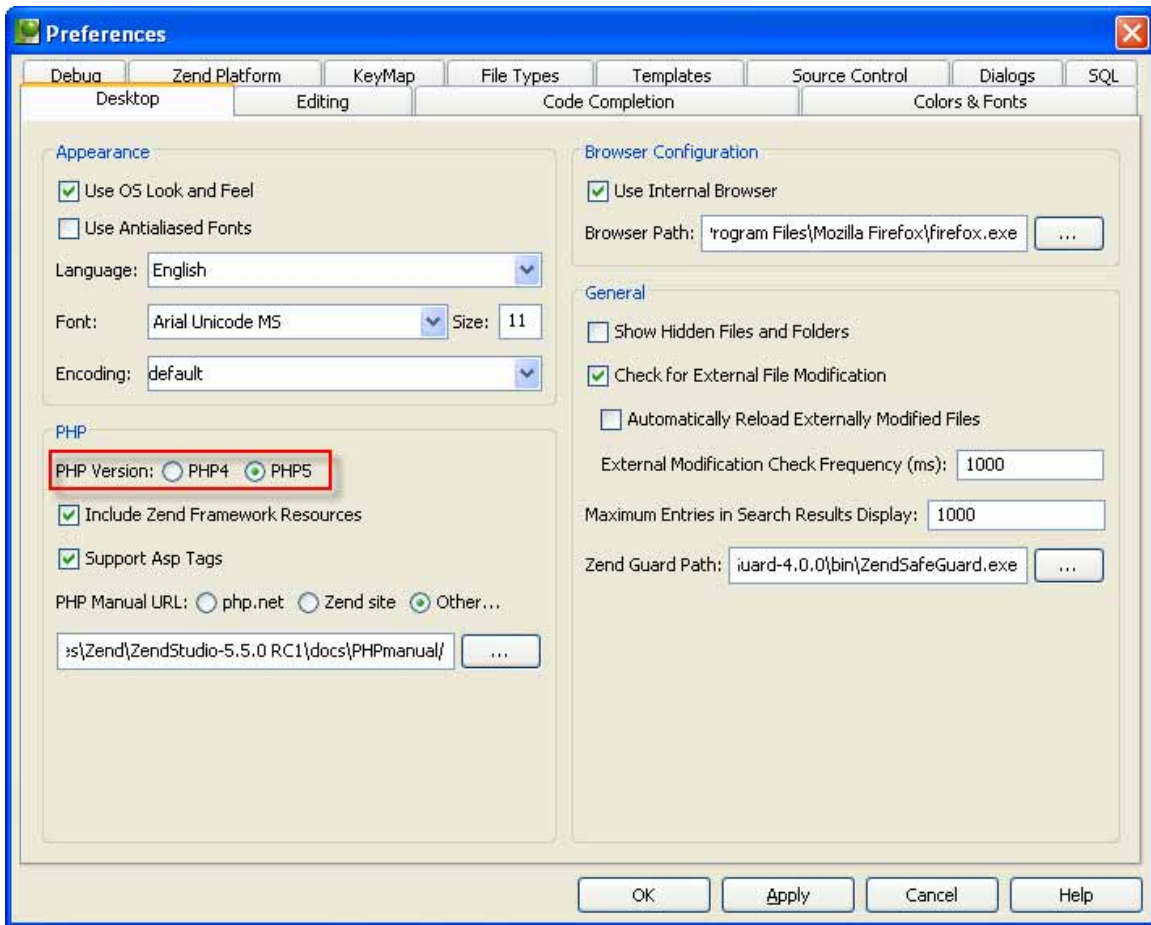 Preferences
Debug Zend Platform KeyMap File Types Templates Source Control Dialogs SQL
Desktop Editing Code Completion Colors & Fonts
Appearance
Use OS Look and Feel
Use Antialiased Fonts
Language: English
Font: Arial Unicode MS Size: 11
Encoding: default
PHP
PHP Version: PHP4 PHP5
Include Zend Framework Resources
Support Asp Tags
PHP Manual URL: php.net Zend site Other...
es\Zend\ZendStudio-5.5.0 RC1\docs\PHPmanual/ ...
Browser Configuration
Use Internal Browser
Browser Path: rogram Files\Mozilla Firefox\firefox.exe ...
General
Show Hidden Files and Folders
Check for External File Modification
Automatically Reload Externally Modified Files
External Modification Check Frequency (ms): 1000
Maximum Entries in Search Results Display: 1000
Zend Guard Path: uard-4.0.0\bin\ZendSafeGuard.exe ...
OK Apply Cancel Help